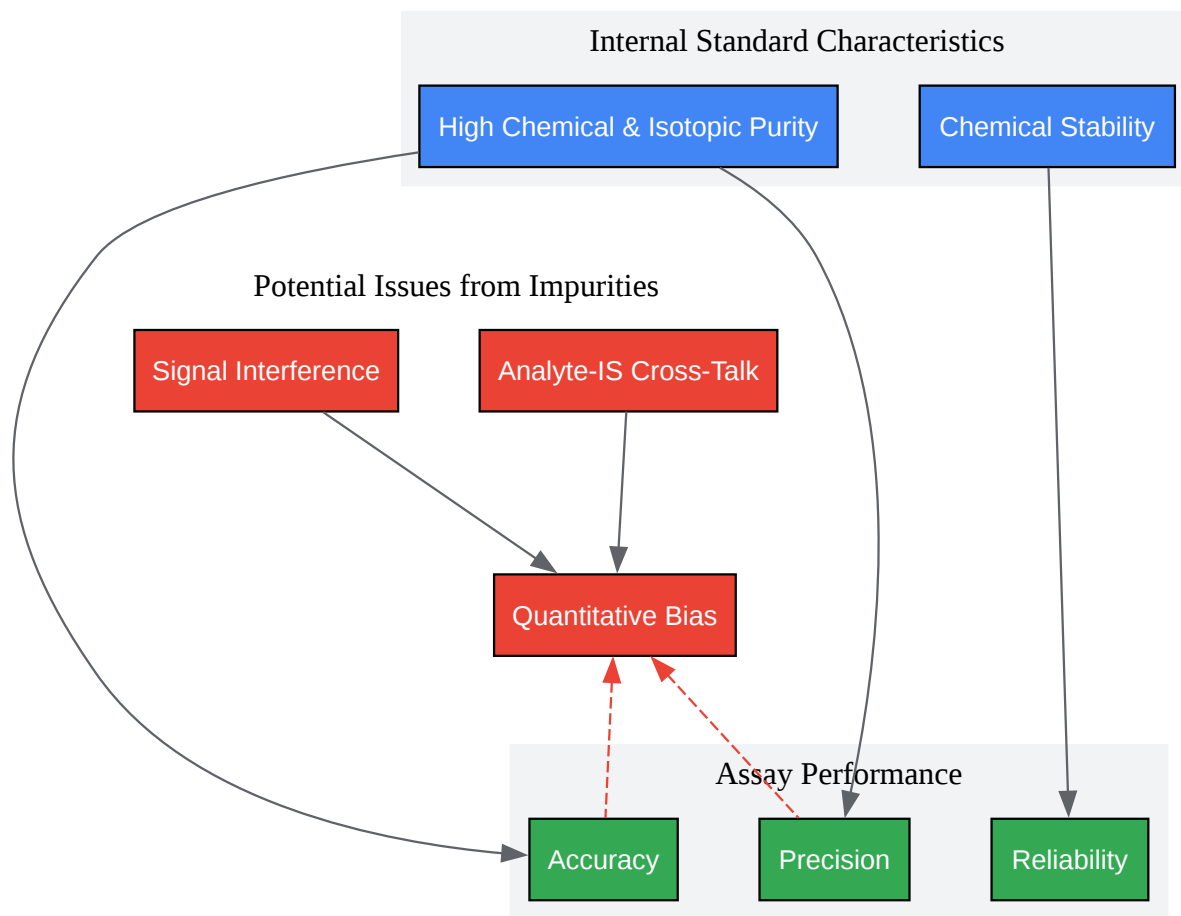 Internal Standard Characteristics
High Chemical & Isotopic Purity
Chemical Stability
Potential Issues from Impurities
Signal Interference
Analyte-IS Cross-Talk
Quantitative Bias
Assay Performance
Accuracy
Precision
Reliability